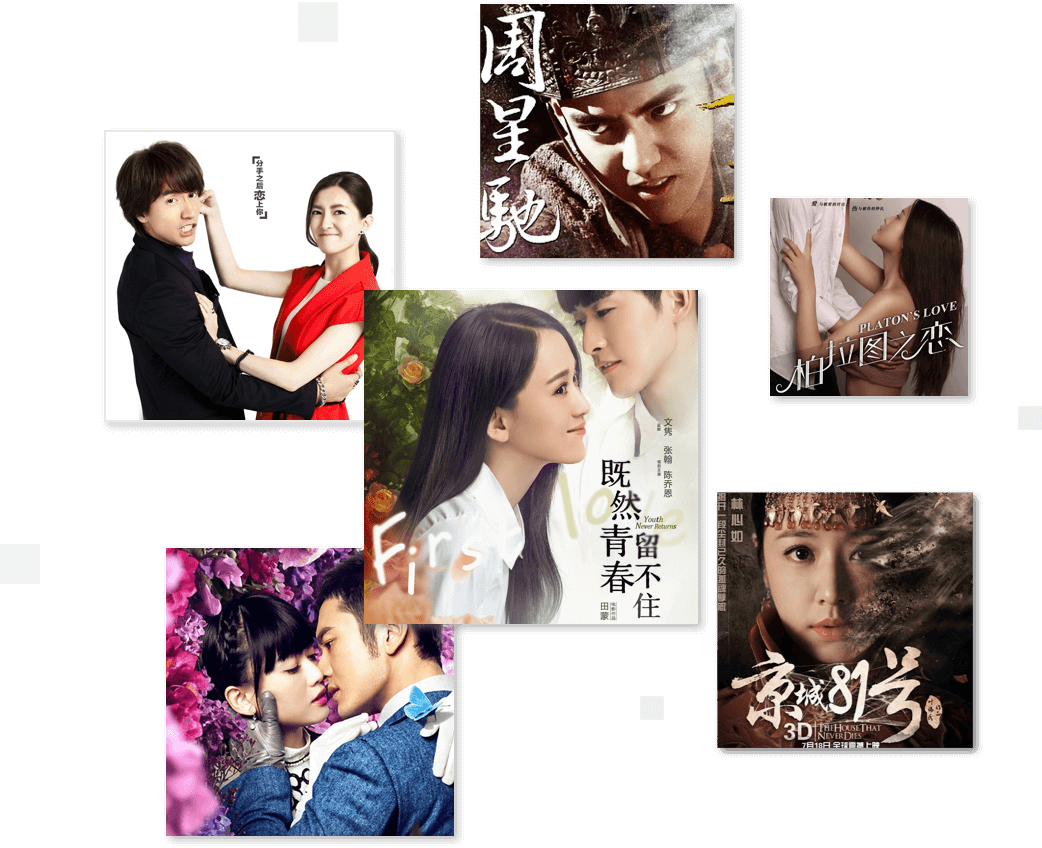 周星馳
分手之后
恋上你
PLATON'S LOVE
柏拉图之恋
文隽
张翰 陈乔恩
First love
既然青春
留不住
Youth
Never Returns
田蒙
林心如
京城81号
3D
THE HOUSE THAT
NEVER DIES
7月18日 全球震撼上映